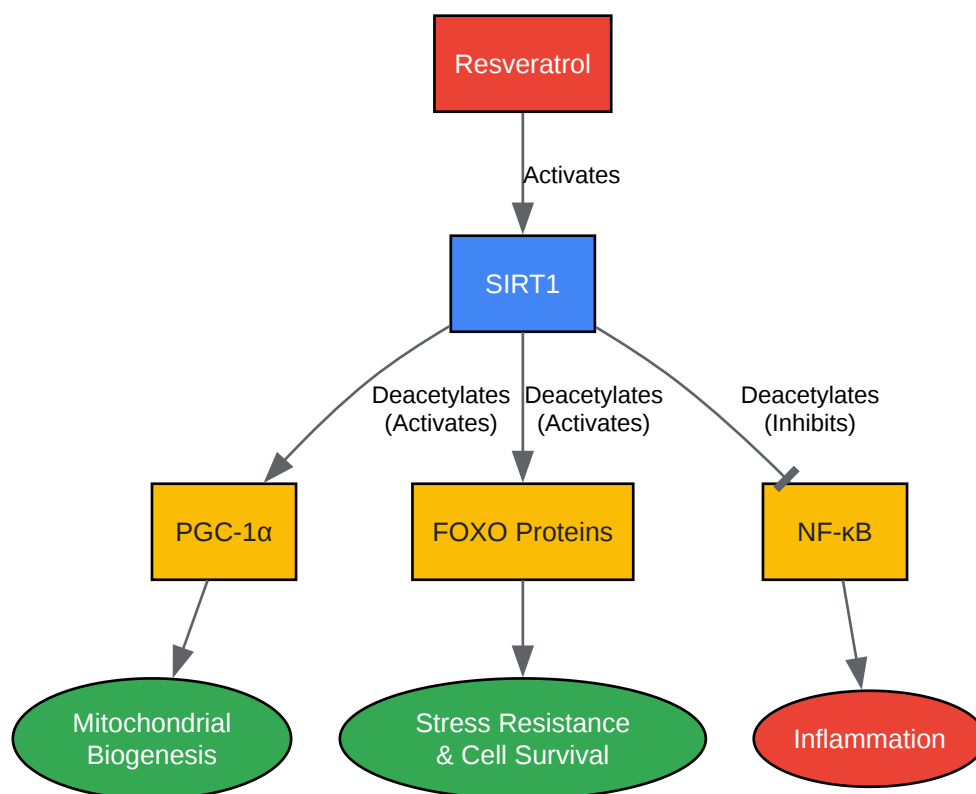 Resveratrol
Activates
SIRT1
Deacetylates
(Activates)
Deacetylates
(Activates)
Deacetylates
(Inhibits)
PGC-1α
FOXO Proteins
NF-κB
Mitochondrial
Biogenesis
Stress Resistance
& Cell Survival
Inflammation